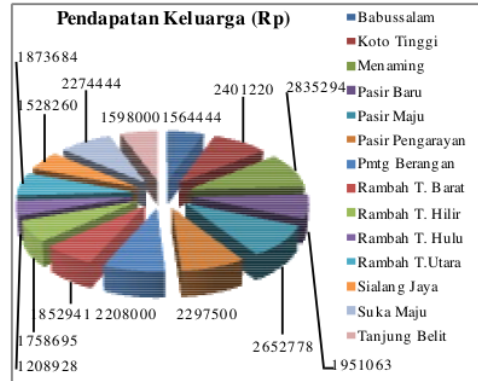 Pendapatan Keluarga (Rp)
1873684
2274444
2401220
2835294
1528260
1598000
1564444
1852941
2208000
2297500
1758695
2652778
1208928
1951063
Babussalam
Koto Tinggi
Menaming
Pasir Baru
Pasir Maju
Pasir Pengarayan
Pmtg Berangan
Rambah T. Barat
Rambah T. Hilir
Rambah T. Hulu
Rambah T.Utara
Sialang Jaya
Suka Maju
Tanjung Belit